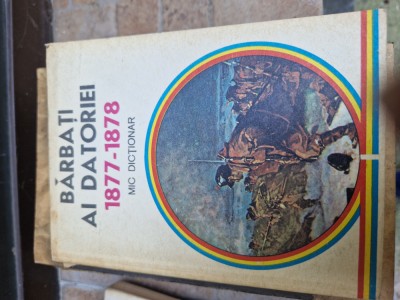 BĂRBAȚI
AI DATORIEI
1877-1878
MIC DICȚIONAR